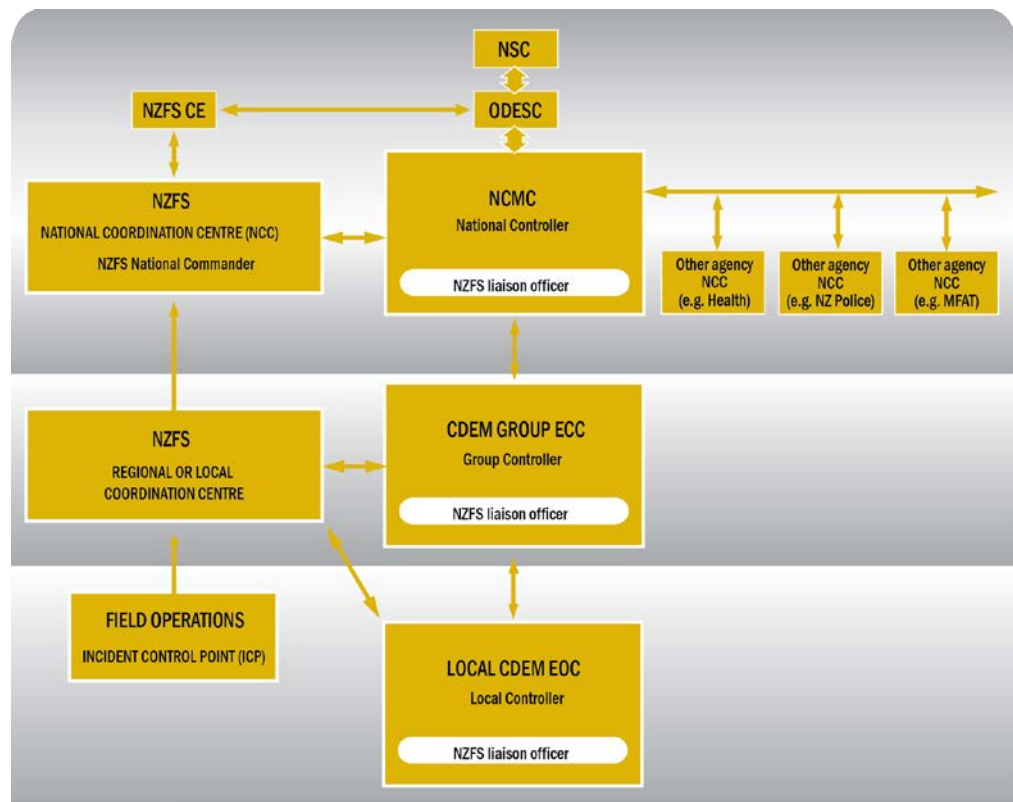 NSC
NZFS CE
ODESC
NZFS
NATIONAL COORDINATION CENTRE (NCC)
NZFS National Commander
NCMC
National Controller
NZFS liaison officer
Other agency
NCC
(e.g. Health)
Other agency
NCC
(e.g. NZ Police)
Other agency
NCC
(e.g. MFAT)
NZFS
REGIONAL OR LOCAL
COORDINATION CENTRE
CDEM GROUP ECC
Group Controller
NZFS liaison officer
FIELD OPERATIONS
INCIDENT CONTROL POINT (ICP)
LOCAL CDEM EOC
Local Controller
NZFS liaison officer